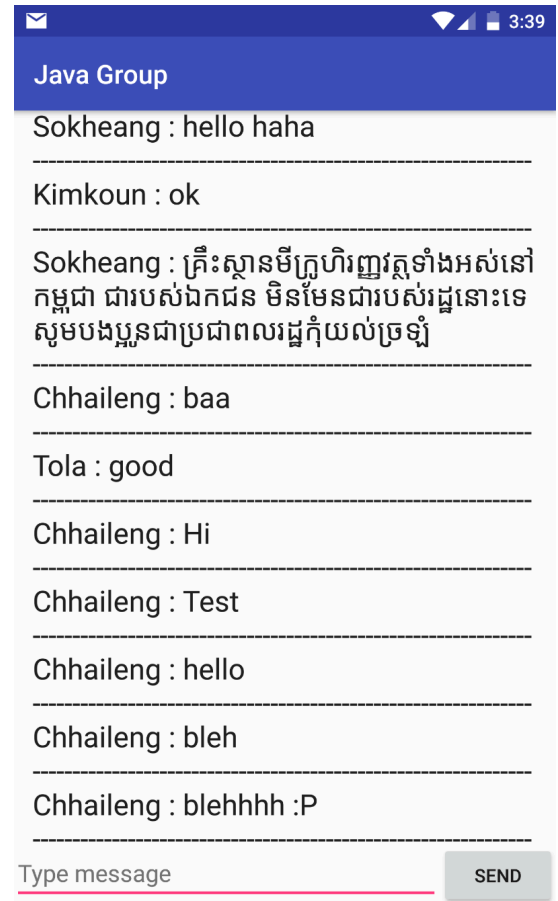 3:39
Java Group
Sokheang : hello haha
--------------------------------------------------------------
Kimkoun : ok
--------------------------------------------------------------
Sokheang : គ្រឹះស្ថានមីក្រូហិរញ្ញវត្ថុទាំងអស់នៅ
កម្ពុជា ជារបស់ឯកជន មិនមែនជារបស់រដ្ឋនោះទេ
សូមបងប្អូនជាប្រជាពលរដ្ឋកុំយល់ច្រឡំ
--------------------------------------------------------------
Chhaileng : baa
--------------------------------------------------------------
Tola : good
--------------------------------------------------------------
Chhaileng : Hi
--------------------------------------------------------------
Chhaileng : Test
--------------------------------------------------------------
Chhaileng : hello
--------------------------------------------------------------
Chhaileng : bleh
--------------------------------------------------------------
Chhaileng : blehhhh :P
--------------------------------------------------------------
Type message
SEND